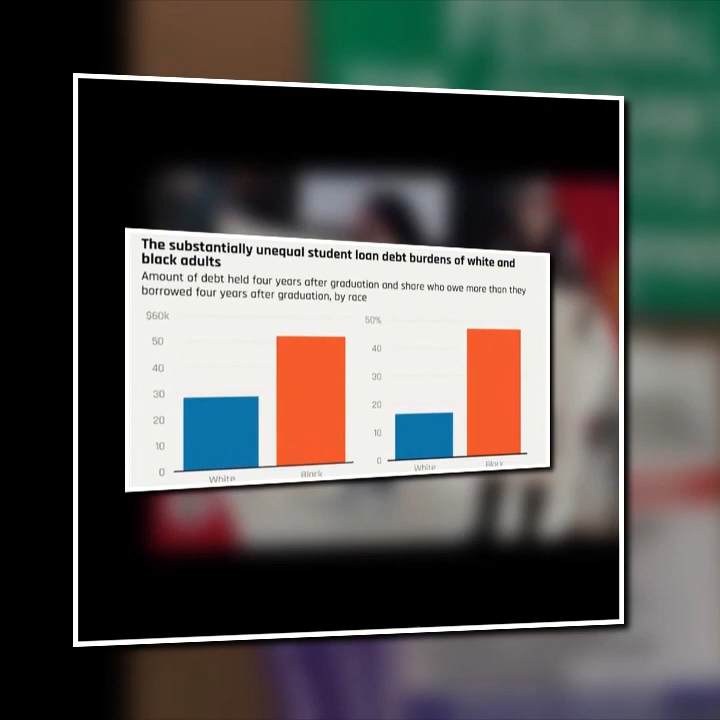 The substantially unequal student loan debt burdens of white and
black adults
Amount of debt held four years after graduation and share who owe more than they
borrowed four years after graduation, by race
$60k
50
40
30
20
10
0
White
Black
50%
40
30
20
10
0
White
Black